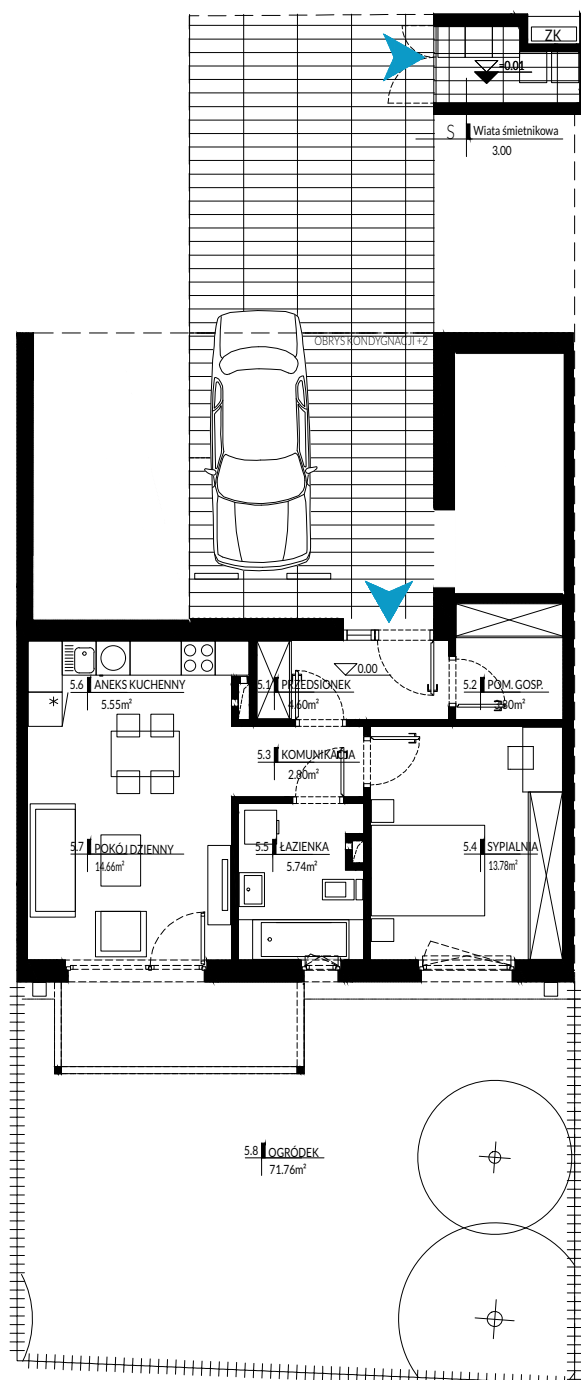 ZK
±0.01
S Wiata śmietnikowa
3.00
OBRYS KONDYGNACJI +2
0.00
5.6 ANEKS KUCHENNY
5.55m²
5.1 PRZEDSIONEK
4.60m²
5.2 POM. GOSP.
5.3 KOMUNIKACJA
2.80m²
5.7 POKÓJ DZIENNY
14.66m²
5.5 ŁAZIENKA
5.74m²
5.4 SYPIALNIA
13.78m²
5.8 OGRÓDEK
71.76m²